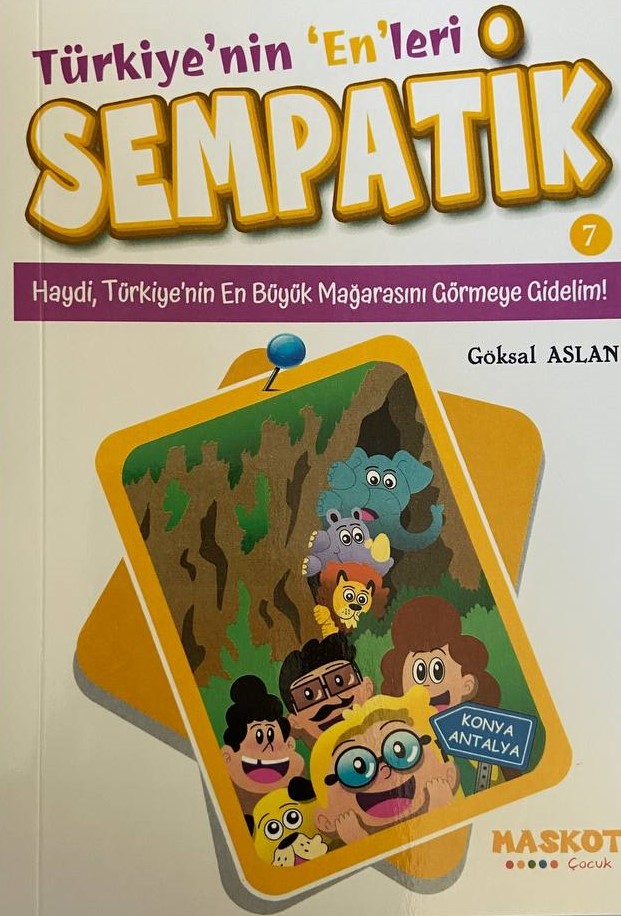 Türkiye'nin 'En'leri
SEMPATİK
7
Haydi, Türkiye'nin En Büyük Mağarasını Görmeye Gidelim!
Göksal ASLAN
KONYA
ANTALYA
MASKOT
Çocuk